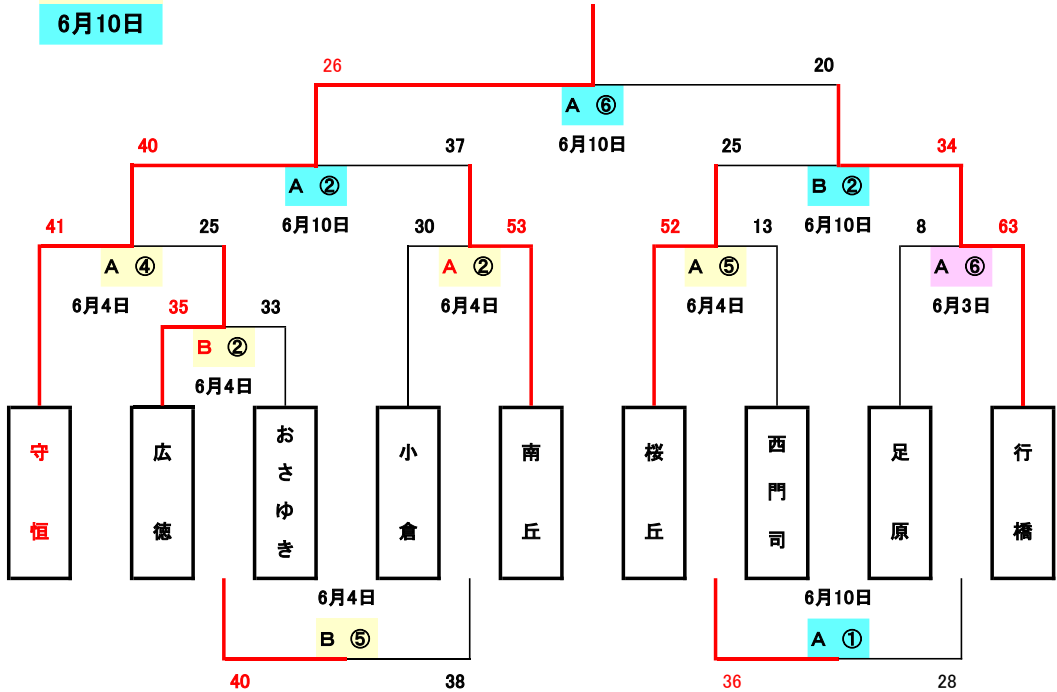 6月10日
26 20
A ⑥
6月10日
40 37 25 34
A ② B ②
6月10日 6月10日
41 25 30 53 52 13 8 63
A ④ A ② A ⑤ A ⑥
6月4日 6月4日 6月4日 6月3日
35 33
B ②
6月4日
守恒 広徳 おさゆき 小倉 南丘 桜丘 西門司 足原 行橋
6月4日 6月10日
B ⑤ A ①
40 38 36 28